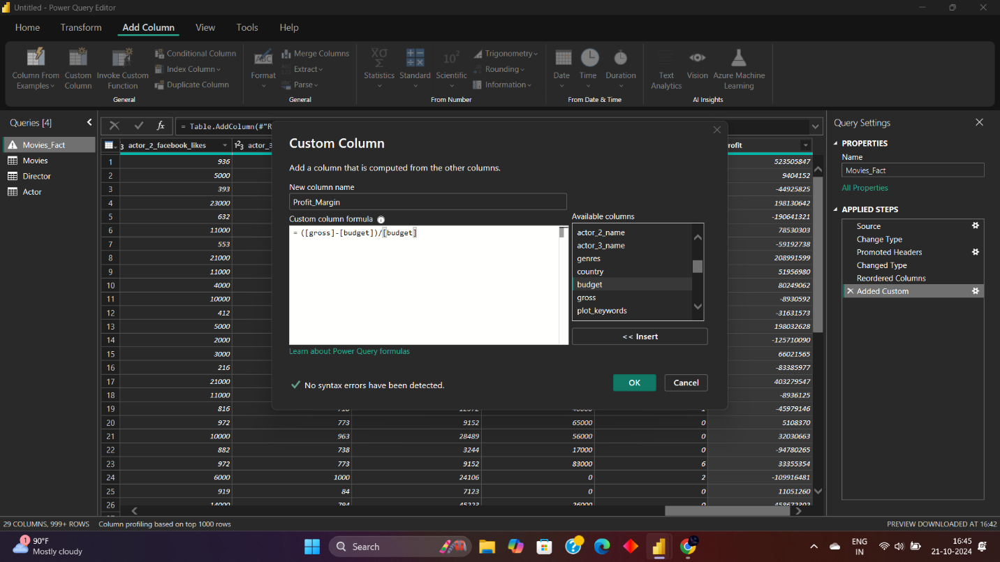 Untitled - Power Query Editor
Home Transform Add Column View Tools Help
Column From Examples
Custom Column
Invoke Custom Function
Conditional Column
Index Column
Duplicate Column
General
Format
Merge Columns
Extract
Parse
General
Statistics
Standard
Scientific
Trigonometry
Rounding
Information
From Number
Date
Time
Duration
From Date & Time
Text Analytics
Vision
Azure Machine Learning
AI Insights
Queries [4]
Movies_Fact
Movies
Director
Actor
= Table.AddColumn(#"R
actor_2_facebook_likes
1 936
2 5000
3 393
4 23000
5 632
6 11000
7 553
8 21000
9 11000
10 4000
11 10000
12 412
13 5000
14 2000
15 3000
16 216
17 21000
18 11000
19 816
20 972 773 9152 65000 0 5108370
21 10000 963 28489 56000 0 32030663
22 882 738 3244 17000 0 -94780265
23 972 773 9152 83000 6 33355354
24 6000 1000 24106 0 2 -109916481
25 919 84 7123 0 0 11051260
26
Custom Column
Add a column that is computed from the other columns.
New column name
Profit_Margin
Custom column formula
= ([gross]-[budget])/[budget]
Available columns
actor_2_name
actor_3_name
genres
country
budget
gross
plot_keywords
<< Insert
Learn about Power Query formulas
No syntax errors have been detected.
OK
Cancel
rofit
523505847
9404152
-44925825
198130642
-190641321
78530303
-59192738
208991599
51956980
80249062
-8930592
-31631573
198032628
-125710090
66021565
-83385977
403279547
-8936125
-45979146
Query Settings
PROPERTIES
Name
Movies_Fact
All Properties
APPLIED STEPS
Source
Change Type
Promoted Headers
Changed Type
Reordered Columns
Added Custom
29 COLUMNS, 999+ ROWS Column profiling based on top 1000 rows
PREVIEW DOWNLOADED AT 16:42
1
90°F
Mostly cloudy
Search
ENG
IN
16:45
21-10-2024